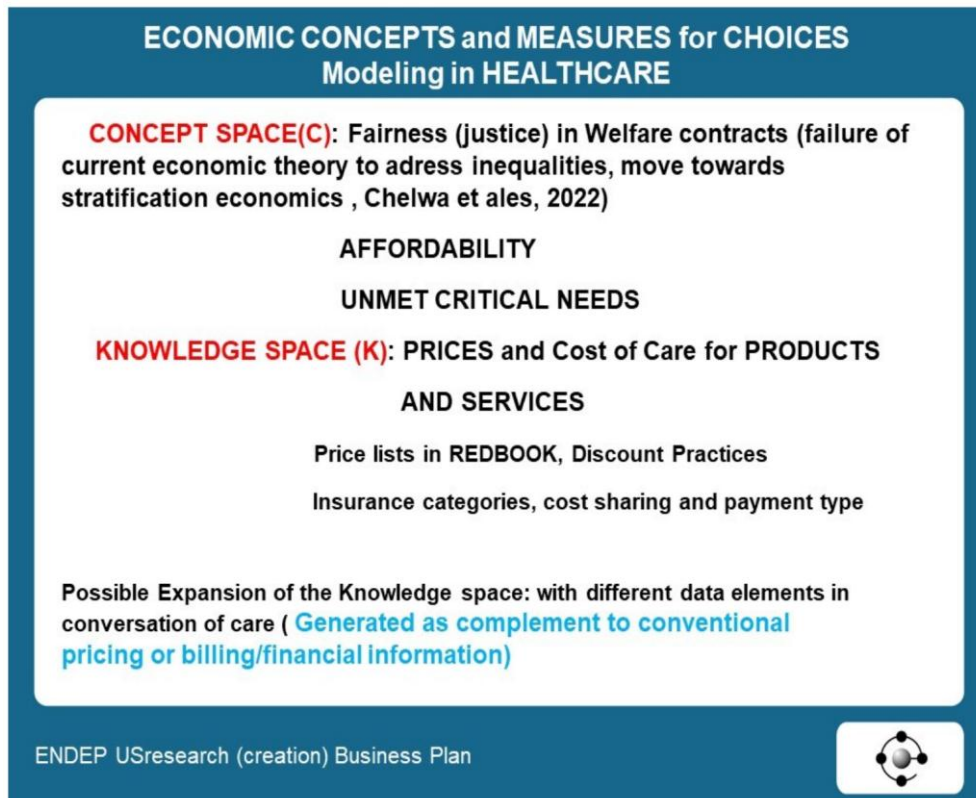 ECONOMIC CONCEPTS and MEASURES for CHOICES
Modeling in HEALTHCARE
CONCEPT SPACE(C): Fairness (justice) in Welfare contracts (failure of
current economic theory to adress inequalities, move towards
stratification economics , Chelwa et ales, 2022)
AFFORDABILITY
UNMET CRITICAL NEEDS
KNOWLEDGE SPACE (K): PRICES and Cost of Care for PRODUCTS
AND SERVICES
Price lists in REDBOOK, Discount Practices
Insurance categories, cost sharing and payment type
Possible Expansion of the Knowledge space: with different data elements in
conversation of care ( Generated as complement to conventional
pricing or billing/financial information)
ENDEP USresearch (creation) Business Plan